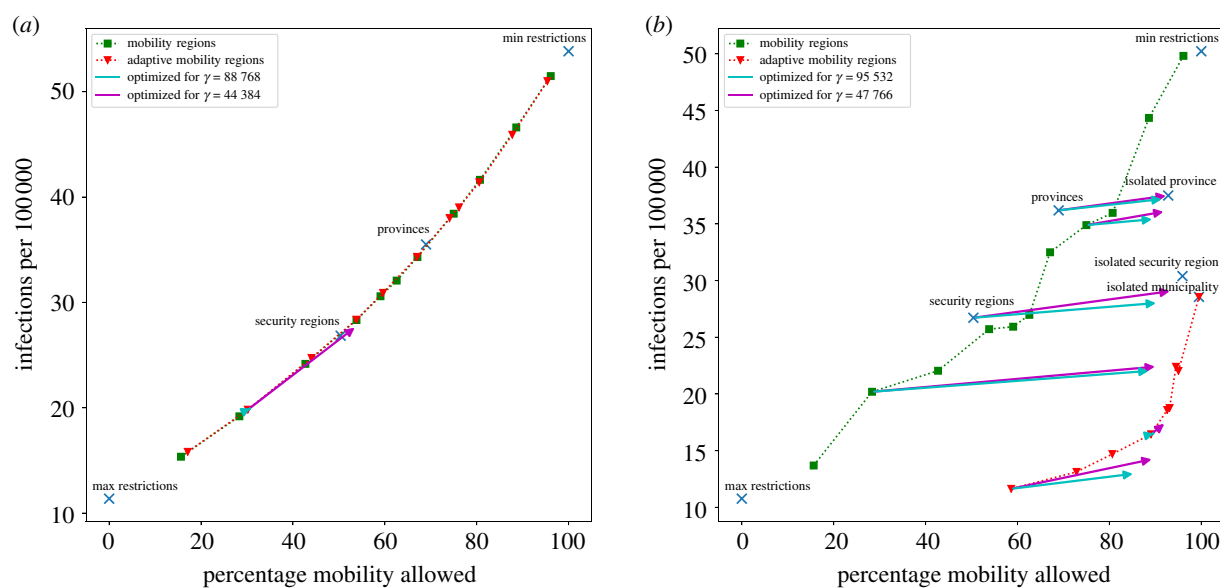 (a)
mobility regions
adaptive mobility regions
optimized for γ = 88 768
optimized for γ = 44 384
min restrictions
provinces
security regions
max restrictions
50
40
30
20
10
infections per 100 000
0
20
40
60
80
100
percentage mobility allowed
(b)
mobility regions
adaptive mobility regions
optimized for γ = 95 532
optimized for γ = 47 766
min restrictions
provinces
isolated province
isolated security region
security regions
isolated municipality
max restrictions
50
45
40
35
30
25
20
15
10
infections per 100 000
0
20
40
60
80
100
percentage mobility allowed